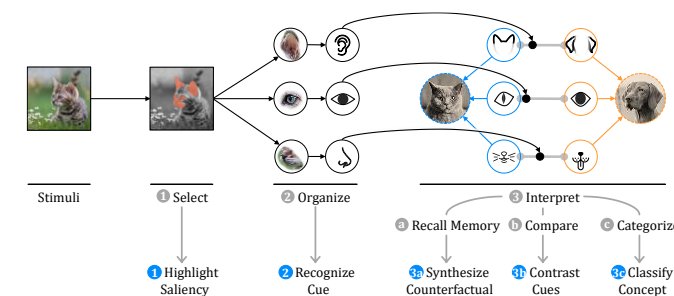 Stimuli
1 Select
2 Organize
3 Interpret
a Recall Memory
b Compare
c Categorize
1 Highlight
Saliency
2 Recognize
Cue
3a Synthesize
Counterfactual
3b Contrast
Cues
3c Classify
Concept